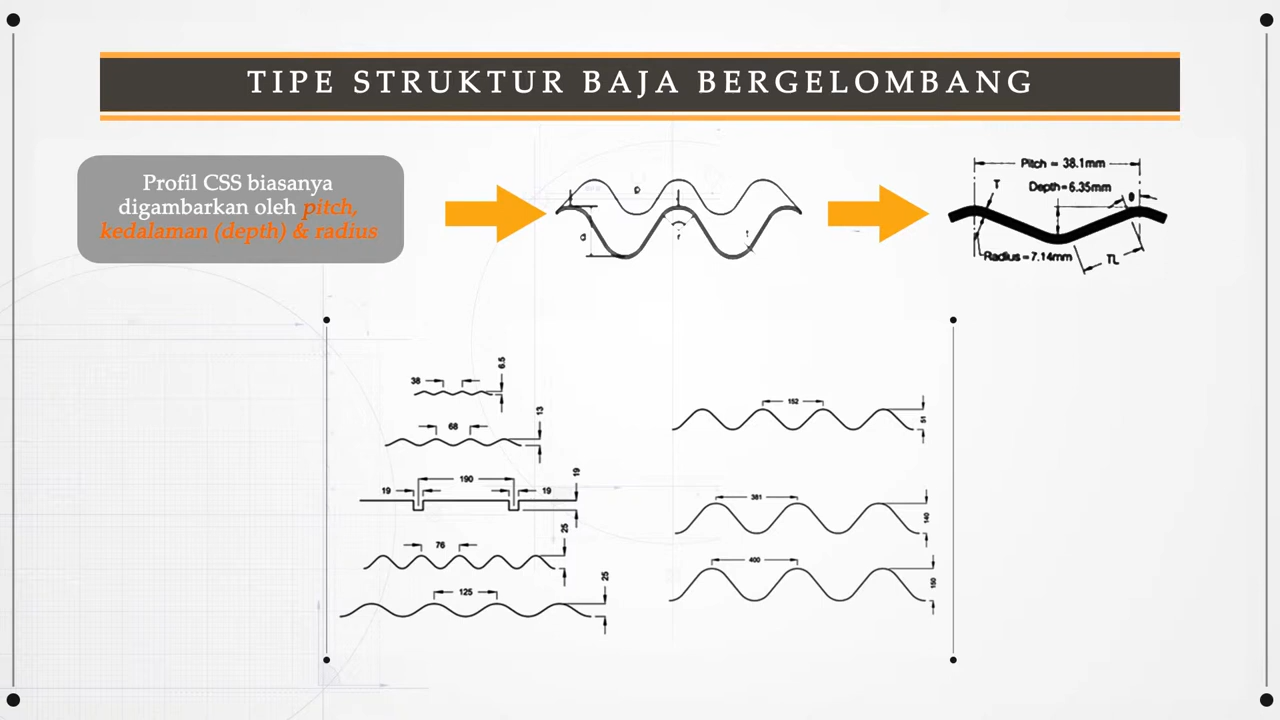 TIPE STRUKTUR BAJA BERGELOMBANG
Profil CSS biasanya
digambarkan oleh pitch,
kedalaman (depth) & radius
P
d
r
t
Pitch = 38.1mm
T
Depth=6.35mm
θ
Radius =7.14mm
TL
38
6.5
68
13
190
19
19
19
76
25
125
25
152
51
381
140
400
150